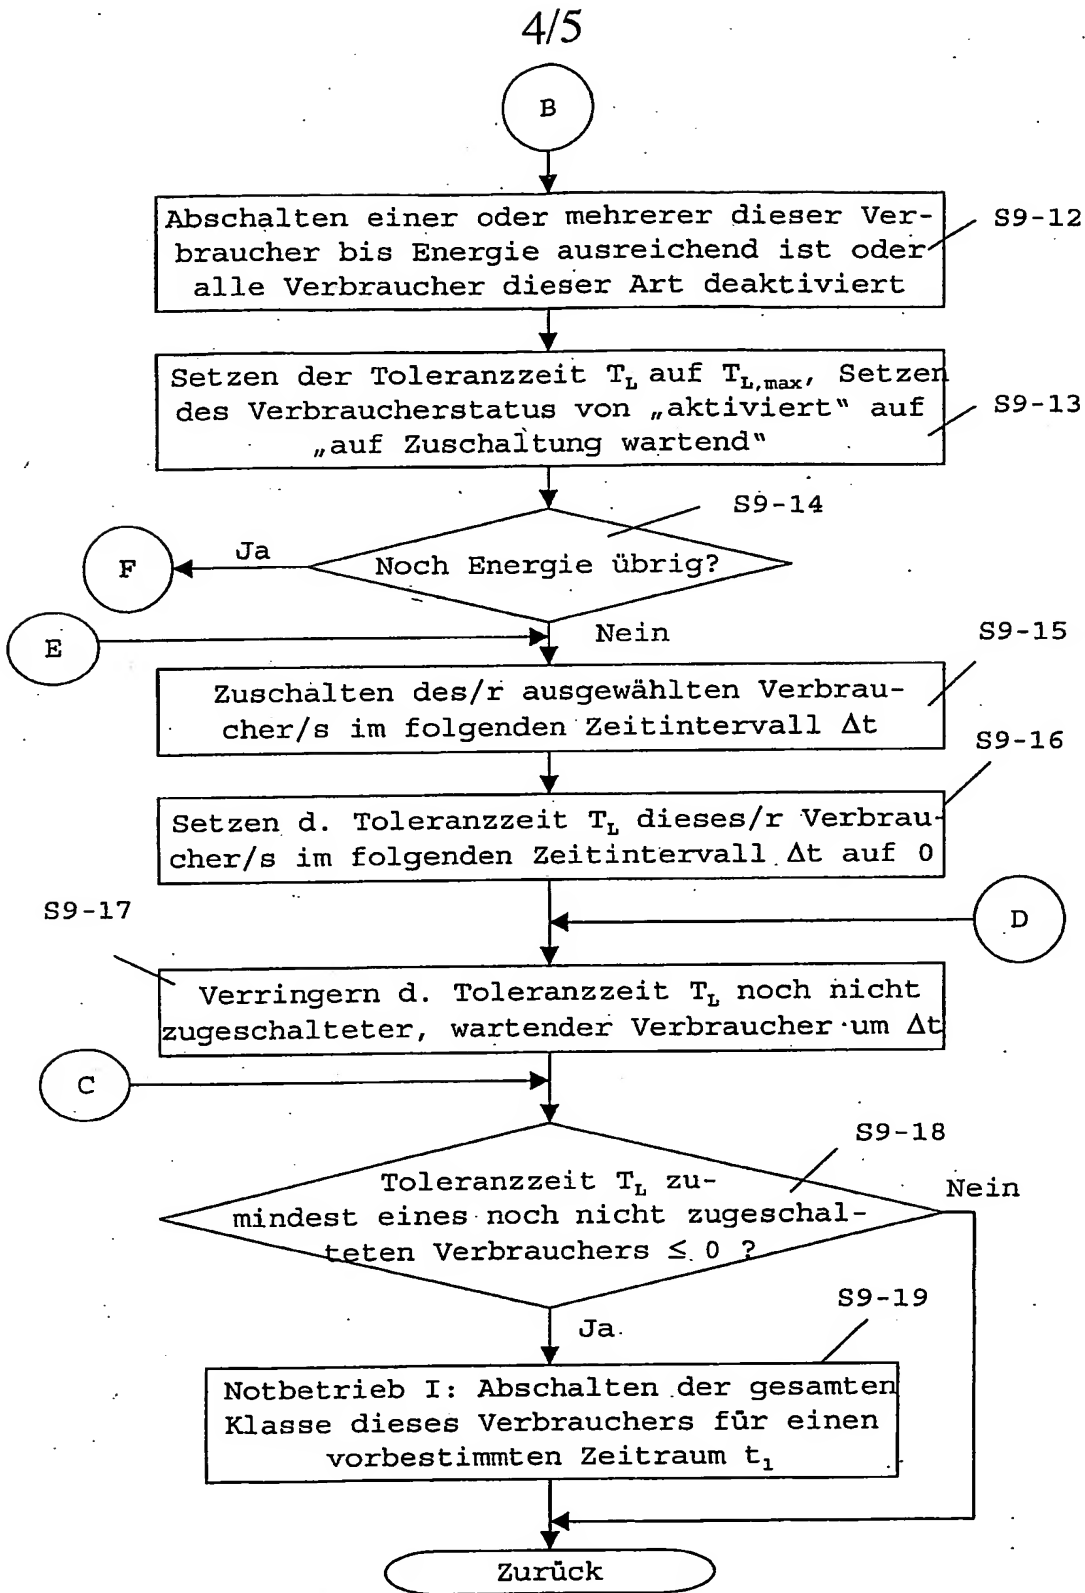 4/5
B
Abschalten einer oder mehrerer dieser Ver-
braucher bis Energie ausreichend ist oder
alle Verbraucher dieser Art deaktiviert
S9-12
Setzen der Toleranzzeit T_L auf T_L,max, Setzen
des Verbraucherstatus von „aktiviert“ auf
„auf Zuschaltung wartend“
S9-13
S9-14
Noch Energie übrig?
Ja
F
Nein
E
S9-15
Zuschalten des/r ausgewählten Verbrau-
cher/s im folgenden Zeitintervall Δt
S9-16
Setzen d. Toleranzzeit T_L dieses/r Verbrau-
cher/s im folgenden Zeitintervall Δt auf 0
S9-17
D
Verringern d. Toleranzzeit T_L noch nicht
zugeschalteter, wartender Verbraucher um Δt
C
S9-18
Toleranzzeit T_L zu-
mindest eines noch nicht zugeschal-
teten Verbrauchers ≤ 0 ?
Nein
S9-19
Ja
Notbetrieb I: Abschalten der gesamten
Klasse dieses Verbrauchers für einen
vorbestimmten Zeitraum t₁
Zurück